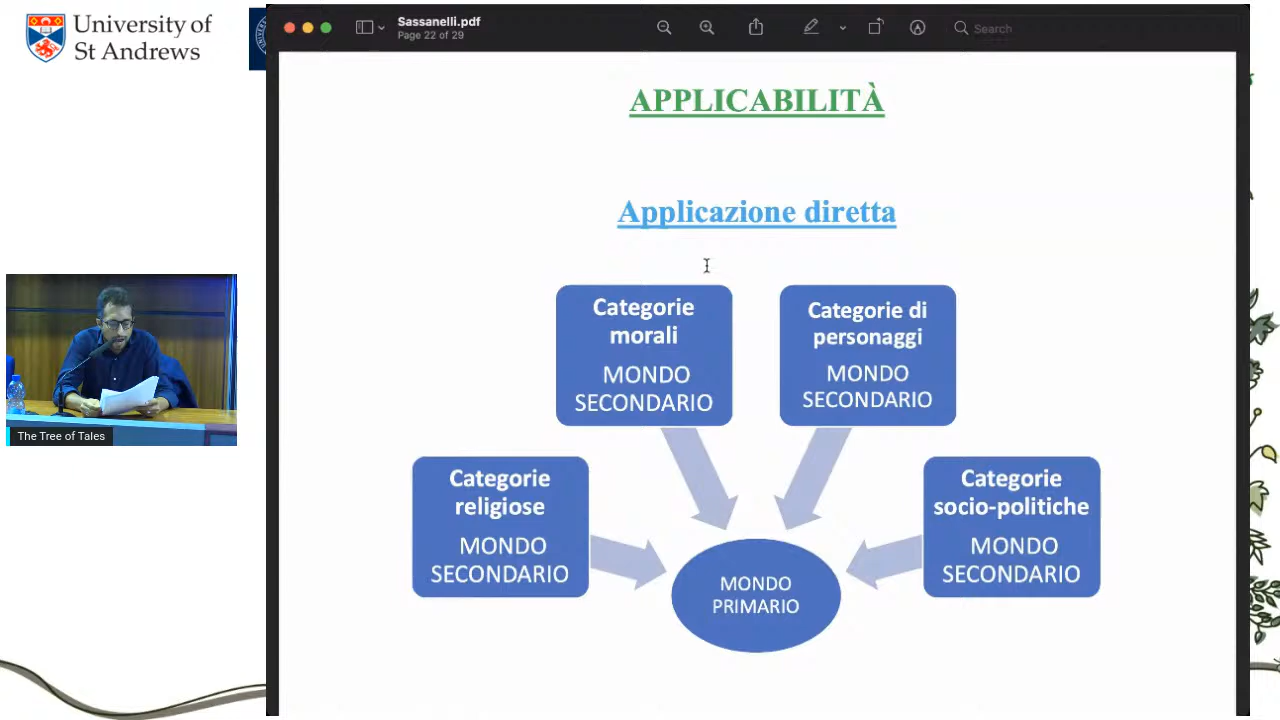 University of
St Andrews
Sassanelli.pdf
Page 22 of 29
Search
APPLICABILITÀ
Applicazione diretta
Categorie
morali
MONDO
SECONDARIO
Categorie di
personaggi
MONDO
SECONDARIO
Categorie
religiose
MONDO
SECONDARIO
Categorie
socio-politiche
MONDO
SECONDARIO
MONDO
PRIMARIO
The Tree of Tales